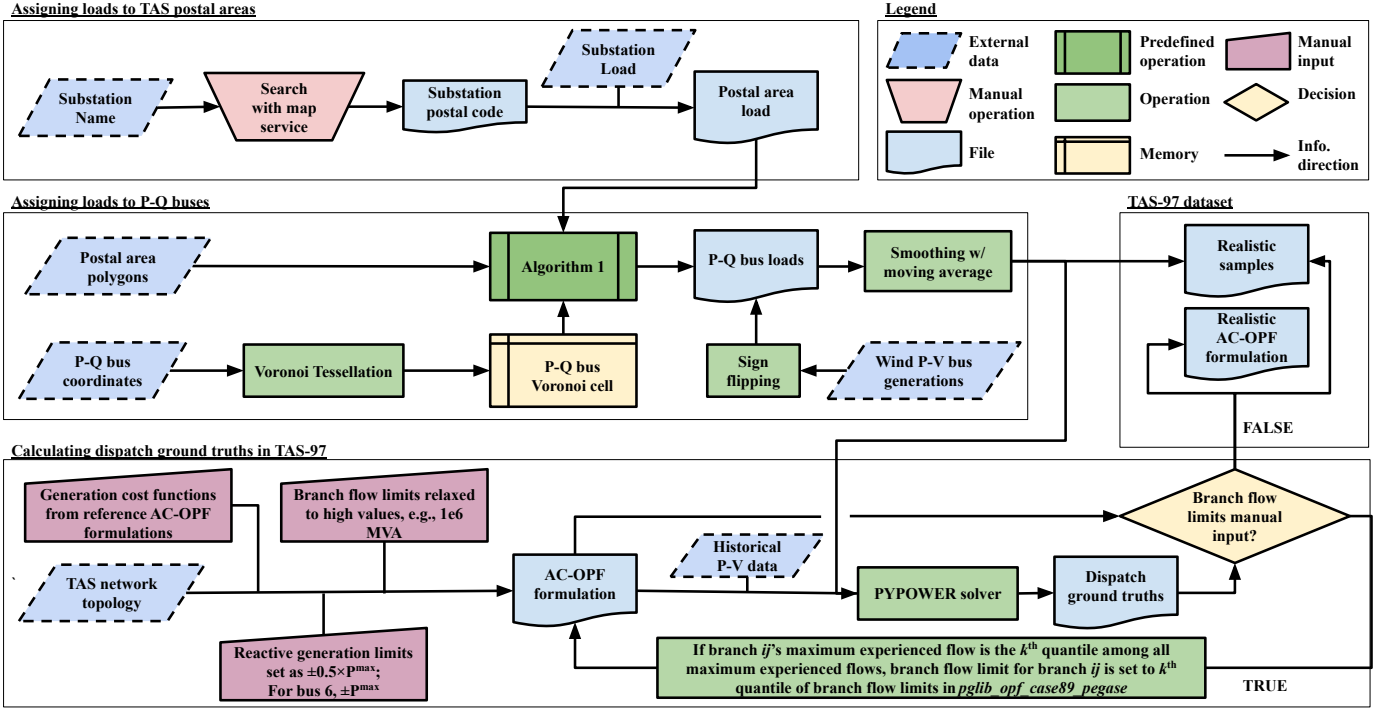 Assigning loads to TAS postal areas
Substation
Name
Search
with map
service
Substation
postal code
Substation
Load
Postal area
load
Legend
External
data
Predefined
operation
Manual
input
Manual
operation
Operation
Decision
File
Memory
Info.
direction
Assigning loads to P-Q buses
Postal area
polygons
Algorithm 1
P-Q bus loads
Smoothing w/
moving average
P-Q bus
coordinates
Voronoi Tessellation
P-Q bus
Voronoi cell
Sign
flipping
Wind P-V bus
generations
TAS-97 dataset
Realistic
samples
Realistic
AC-OPF
formulation
FALSE
Calculating dispatch ground truths in TAS-97
Generation cost functions
from reference AC-OPF
formulations
Branch flow limits relaxed
to high values, e.g., 1e6
MVA
TAS network
topology
Reactive generation limits
set as ±0.5×P^max;
For bus 6, ±P^max
AC-OPF
formulation
Historical
P-V data
PYPOWER solver
Dispatch
ground truths
Branch flow
limits manual
input?
If branch ij's maximum experienced flow is the k^th quantile among all
maximum experienced flows, branch flow limit for branch ij is set to k^th
quantile of branch flow limits in pglib_opf_case89_pegase
TRUE